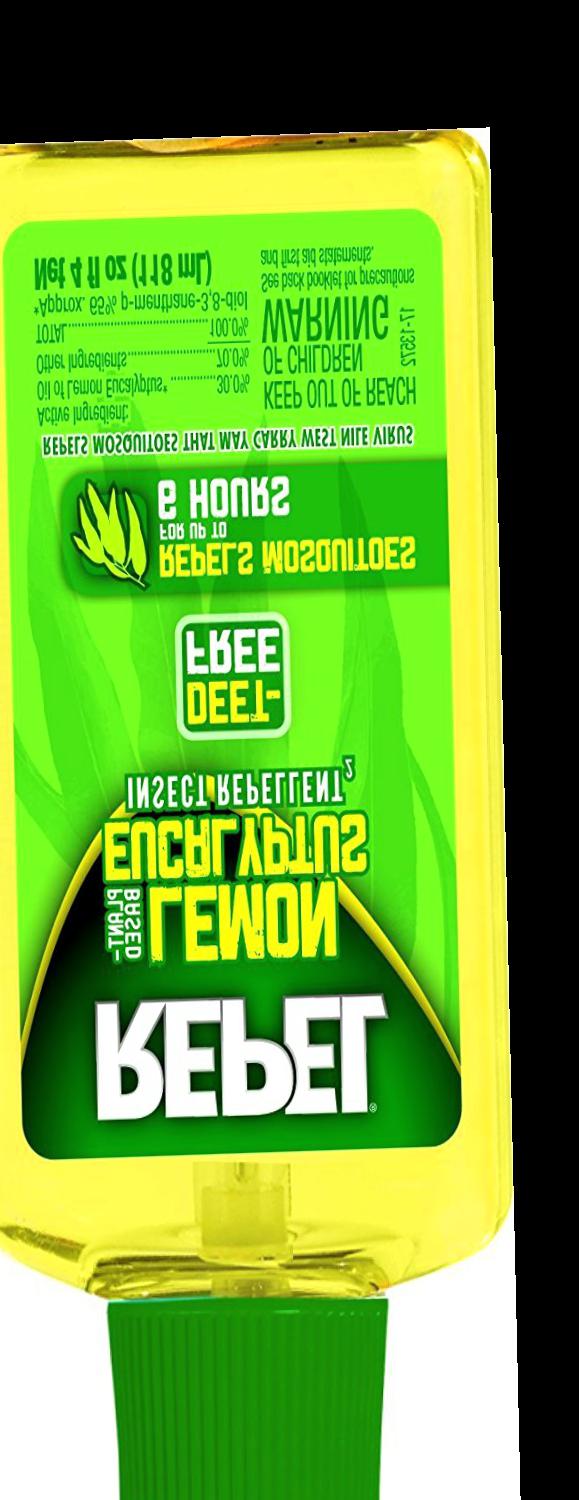 REPEL®
PLANT-
BASED
LEMON
EUCALYPTUS
INSECT REPELLENT2
DEET-
FREE
REPELS MOSQUITOES
FOR UP TO
6 HOURS
REPELS MOSQUITOES THAT MAY CARRY WEST NILE VIRUS
Active Ingredient:
Oil of Lemon Eucalyptus* .............. 30.0%
Other Ingredients........................ 70.0%
TOTAL........................................ 100.0%
*Approx. 65% p-menthane-3,8-diol
Net 4 fl oz (118 mL)
KEEP OUT OF REACH
OF CHILDREN
WARNING
See back booklet for precautions
and first aid statements.
17-13572